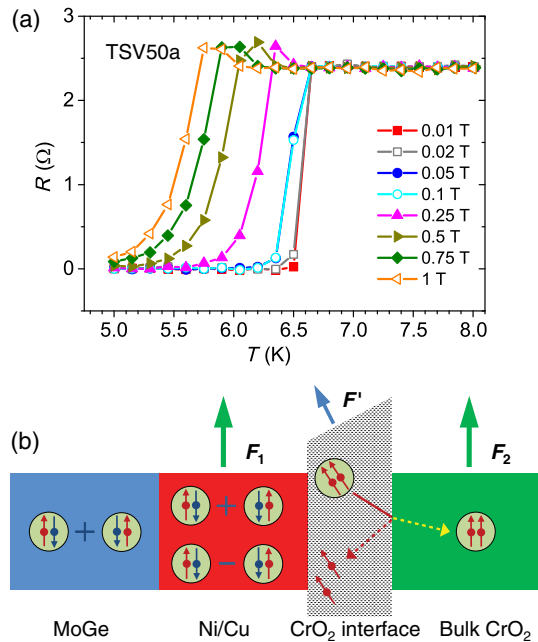 (a)
TSV50a
R (Ω)
3
2
1
0
0.01 T
0.02 T
0.05 T
0.1 T
0.25 T
0.5 T
0.75 T
1 T
5.0 5.5 6.0 6.5 7.0 7.5 8.0
T (K)
(b)
F₁
F'
F₂
+
+
−
MoGe
Ni/Cu
CrO₂ interface
Bulk CrO₂